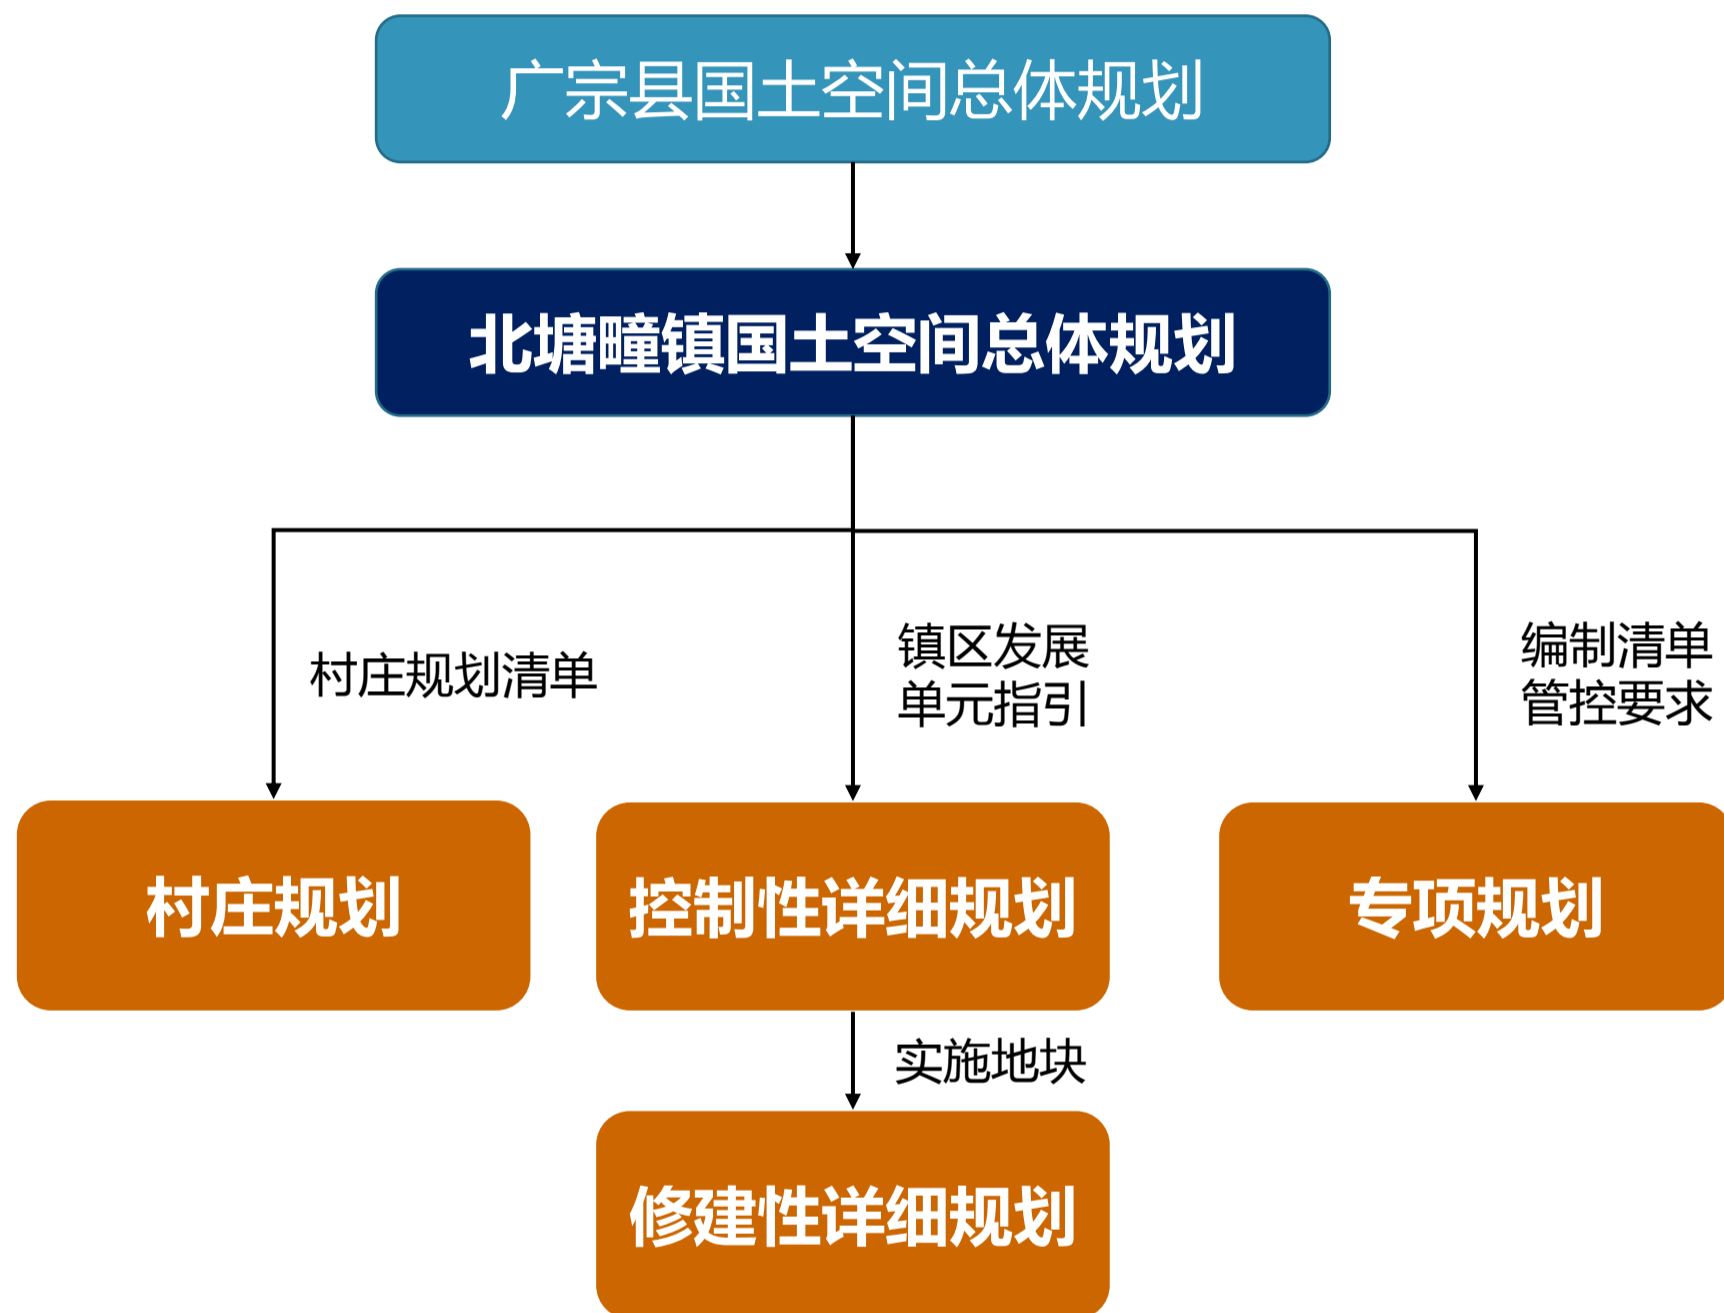 广宗县国土空间总体规划
北塘疃镇国土空间总体规划
村庄规划清单
镇区发展
单元指引
编制清单
管控要求
村庄规划
控制性详细规划
专项规划
实施地块
修建性详细规划